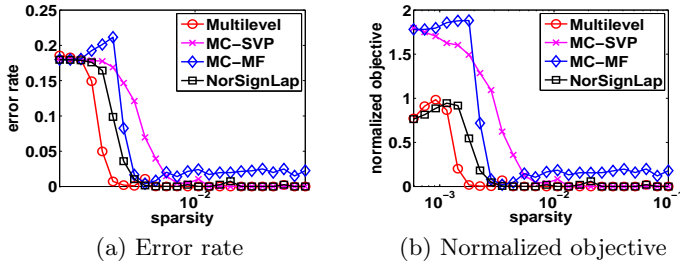 0.25
0.2
0.15
0.1
0.05
0
error rate
Multilevel
MC-SVP
MC-MF
NorSignLap
10^-2
sparsity
(a) Error rate
2
1.5
1
0.5
0
normalized objective
Multilevel
MC-SVP
MC-MF
NorSignLap
10^-3
10^-2
10^-1
sparsity
(b) Normalized objective